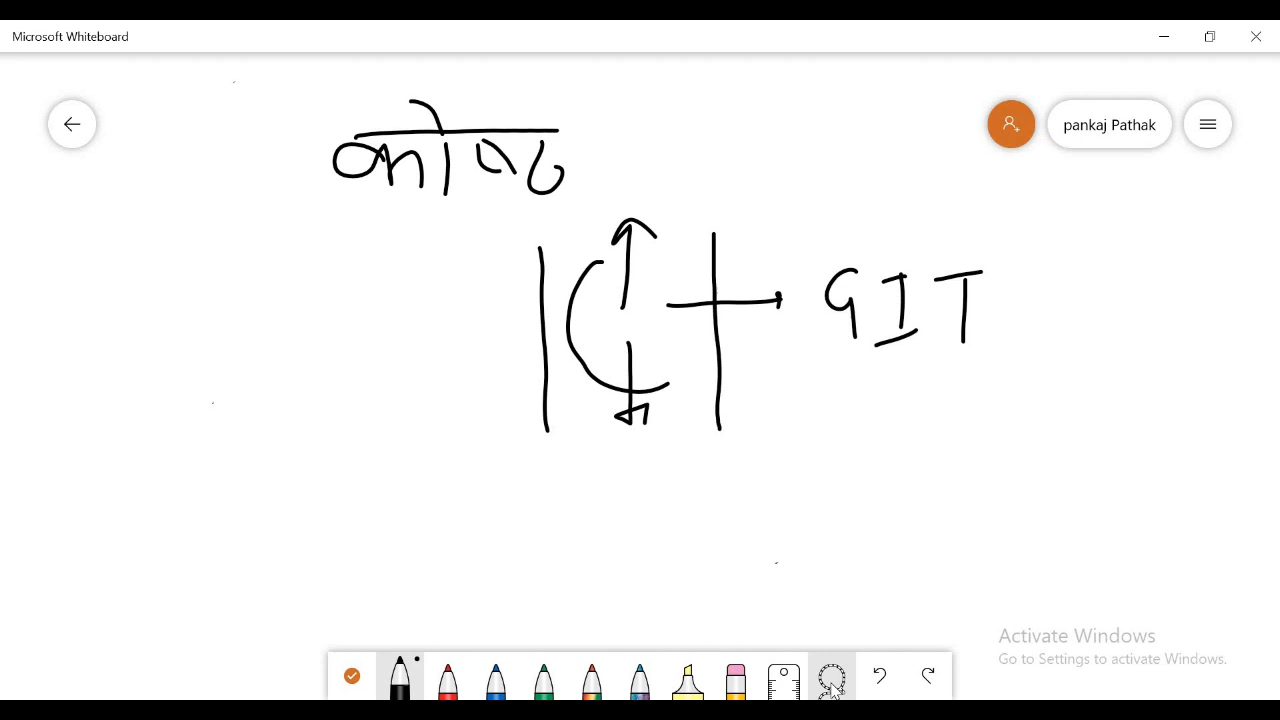 Microsoft Whiteboard
pankaj Pathak
GIT
Activate Windows
Go to Settings to activate Windows.